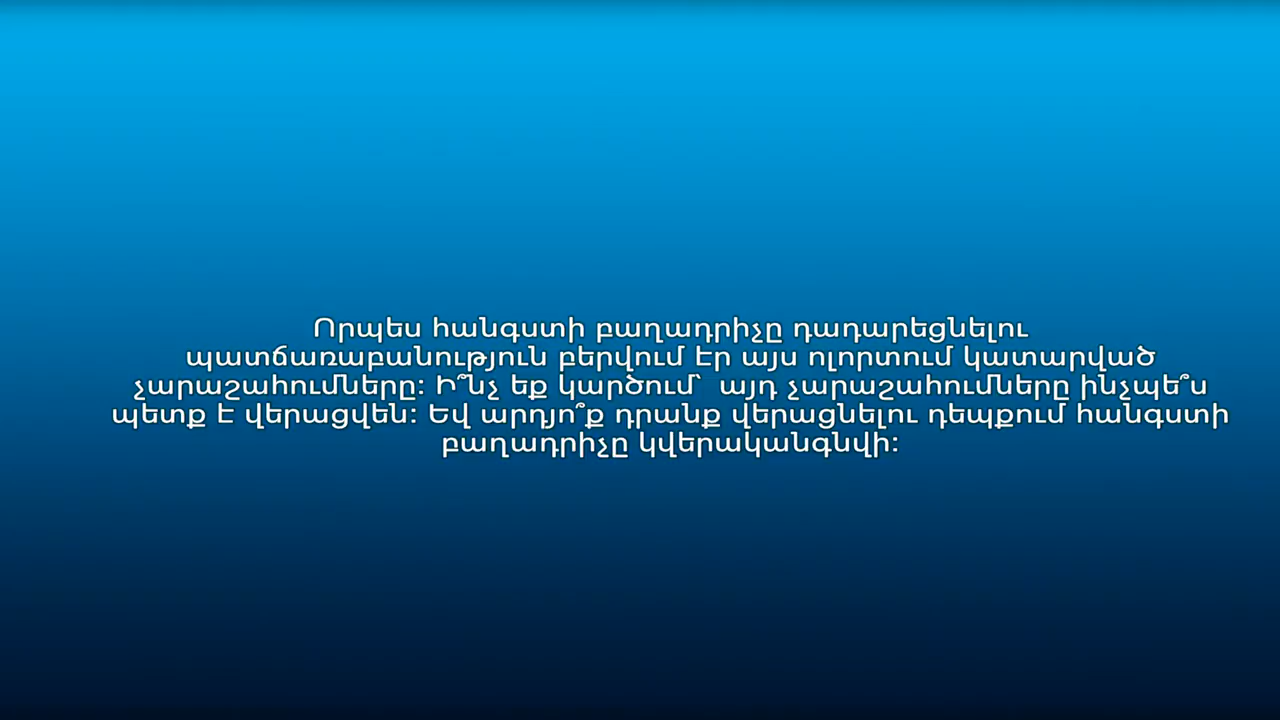 Որպես հանգստի բաղադրիչը դադարեցնելու
պատճառաբանություն բերվում էր այս ոլորտում կատարված
չարաշահումները: Ի՞նչ եք կարծում՝ այդ չարաշահումները ինչպե՞ս
պետք է վերացվեն: Եվ արդյո՞ք դրանք վերացնելու դեպքում հանգստի
բաղադրիչը կվերականգնվի: